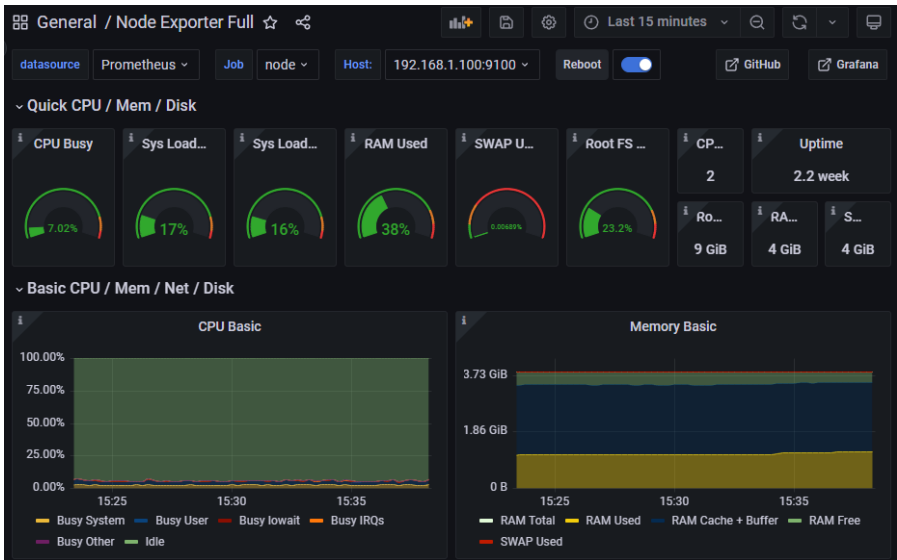 General / Node Exporter Full
Last 15 minutes
datasource Prometheus Job node Host: 192.168.1.100:9100 Reboot GitHub Grafana
Quick CPU / Mem / Disk
CPU Busy
7.02%
Sys Load...
17%
Sys Load...
16%
RAM Used
38%
SWAP U...
0.00689%
Root FS ...
23.2%
CP...
2
Uptime
2.2 week
Ro...
9 GiB
RA...
4 GiB
S...
4 GiB
Basic CPU / Mem / Net / Disk
CPU Basic
100.00%
75.00%
50.00%
25.00%
0.00%
15:25 15:30 15:35
Busy System Busy User Busy Iowait Busy IRQs
Busy Other Idle
Memory Basic
3.73 GiB
1.86 GiB
0 B
15:25 15:30 15:35
RAM Total RAM Used RAM Cache + Buffer RAM Free
SWAP Used